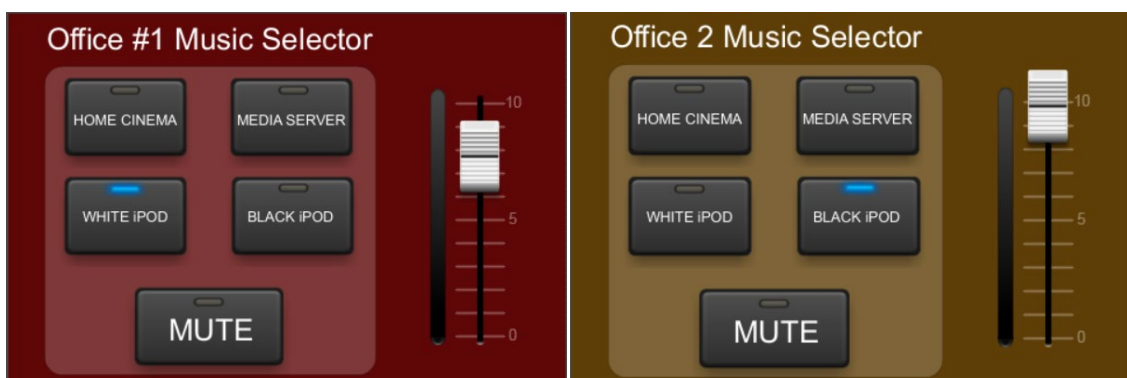 Office #1 Music Selector
HOME CINEMA
MEDIA SERVER
10
WHITE iPOD
BLACK iPOD
5
MUTE
0
Office 2 Music Selector
HOME CINEMA
MEDIA SERVER
10
WHITE iPOD
BLACK iPOD
5
MUTE
0